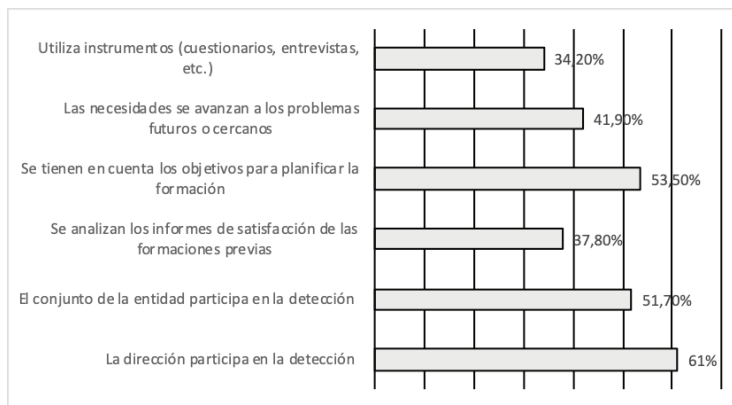 Utiliza instrumentos (cuestionarios, entrevistas,
etc.)
34,20%
Las necesidades se avanzan a los problemas
futuros o cercanos
41,90%
Se tienen en cuenta los objetivos para planificar la
formación
53,50%
Se analizan los informes de satisfacción de las
formaciones previas
37,80%
El conjunto de la entidad participa en la detección
51,70%
La dirección participa en la detección
61%